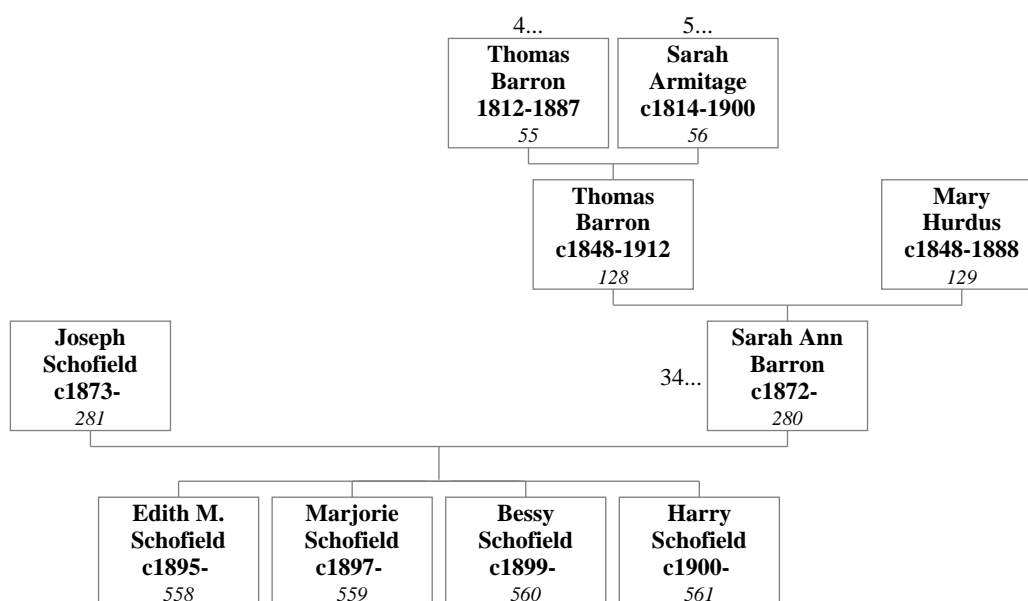 4...
5...
Thomas
Barron
1812-1887
55
Sarah
Armitage
c1814-1900
56
Thomas
Barron
c1848-1912
128
Mary
Hurdus
c1848-1888
129
Joseph
Schofield
c1873-
281
34...
Sarah Ann
Barron
c1872-
280
Edith M.
Schofield
c1895-
558
Marjorie
Schofield
c1897-
559
Bessy
Schofield
c1899-
560
Harry
Schofield
c1900-
561